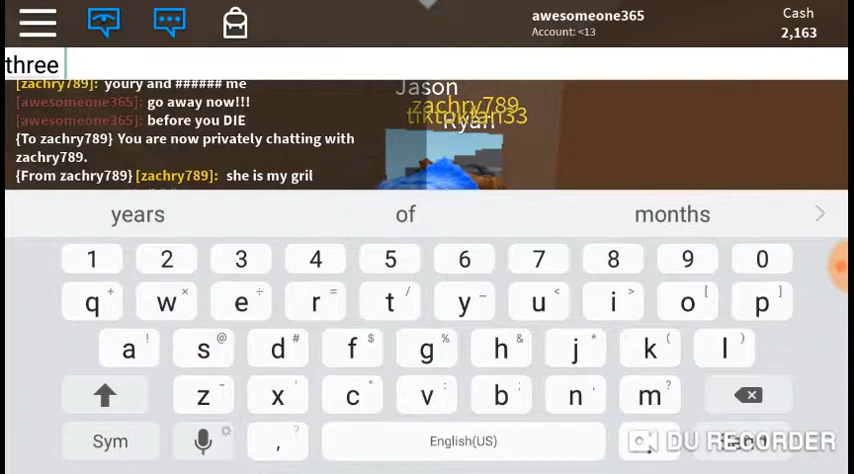 awesomeone365 Cash
Account: <13 2,163
three
[zachry789]: youry and ###### me
[awesomeone365]: go away now!!!
[awesomeone365]: before you DIE
{To zachry789} You are now privately chatting with
zachry789.
{From zachry789} [zachry789]: she is my gril
Jason
zachry789
Ryan
years of months >
1 2 3 4 5 6 7 8 9 0
q + w × e ÷ r = t / y _ u < i > o [ p ]
a ! s @ d # f $ g % h & j * k ( l )
z - x ' c " v : b ; n , m ?
Sym , ? English(US) DU RECORDER